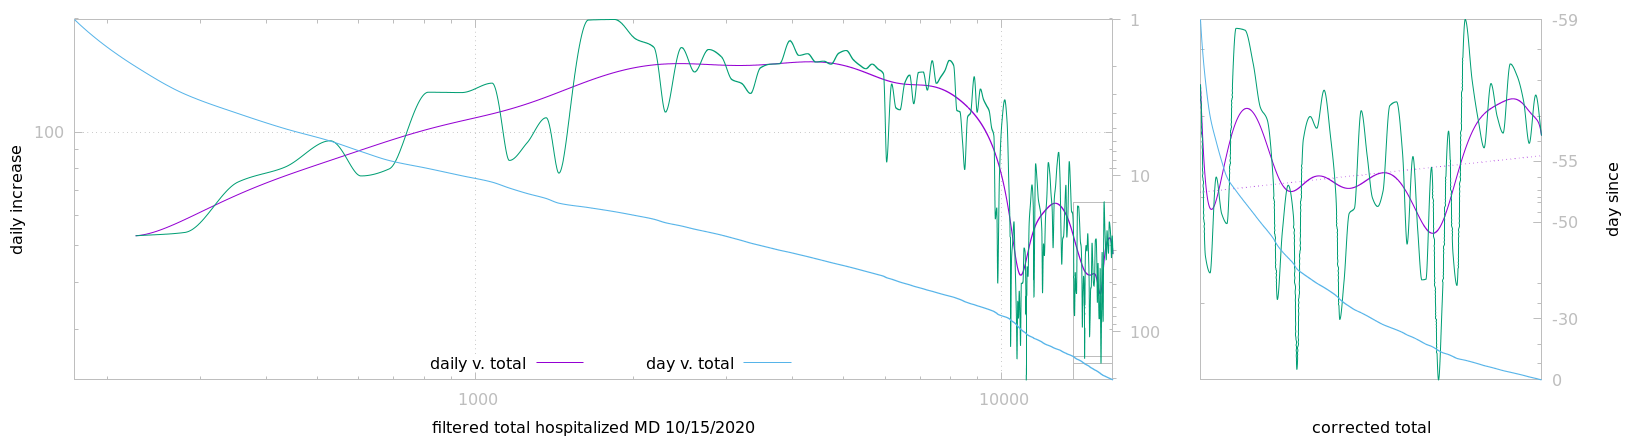 1
-59
100
-55
10
-50
daily increase
day since
-30
100
daily v. total
day v. total
0
1000
10000
filtered total hospitalized MD 10/15/2020
corrected total